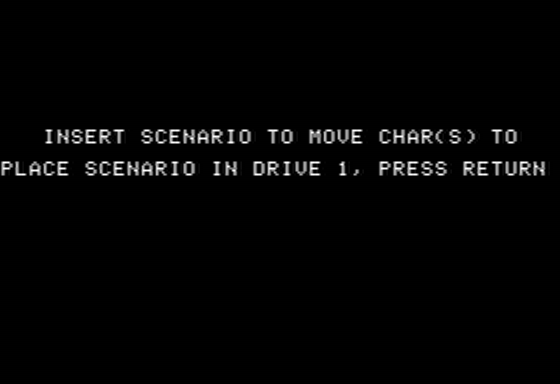 INSERT SCENARIO TO MOVE CHAR(S) TO
PLACE SCENARIO IN DRIVE 1, PRESS RETURN